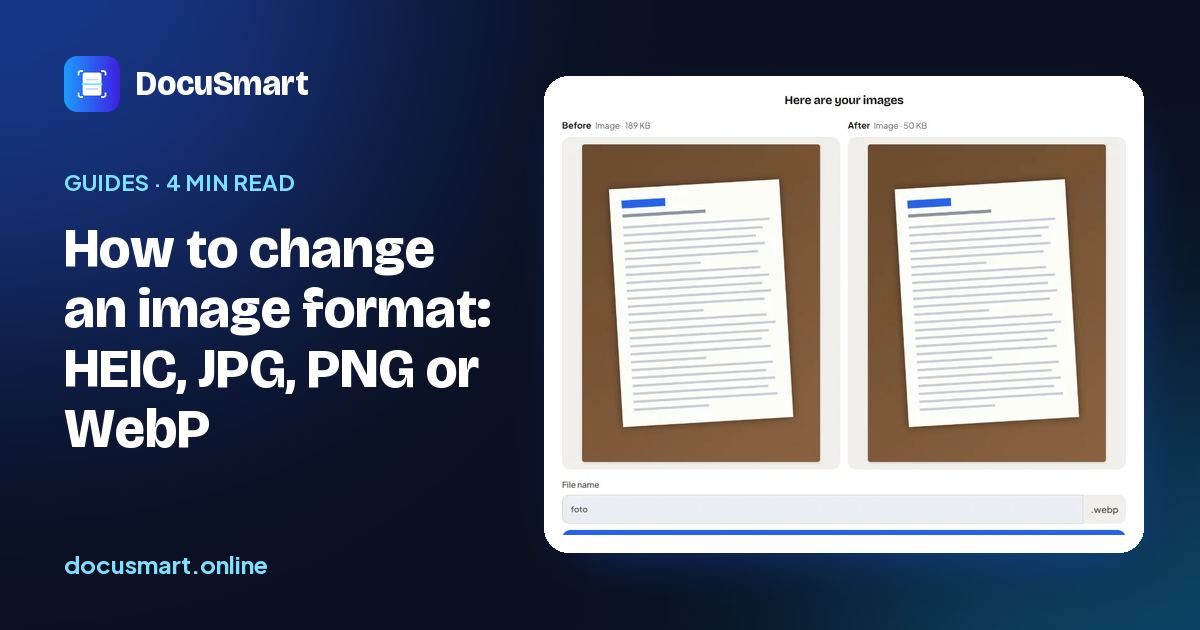 DocuSmart
GUIDES · 4 MIN READ
How to change
an image format:
HEIC, JPG, PNG or
WebP
docusmart.online
Here are your images
Before Image · 189 KB
After Image · 50 KB
File name
foto
.webp